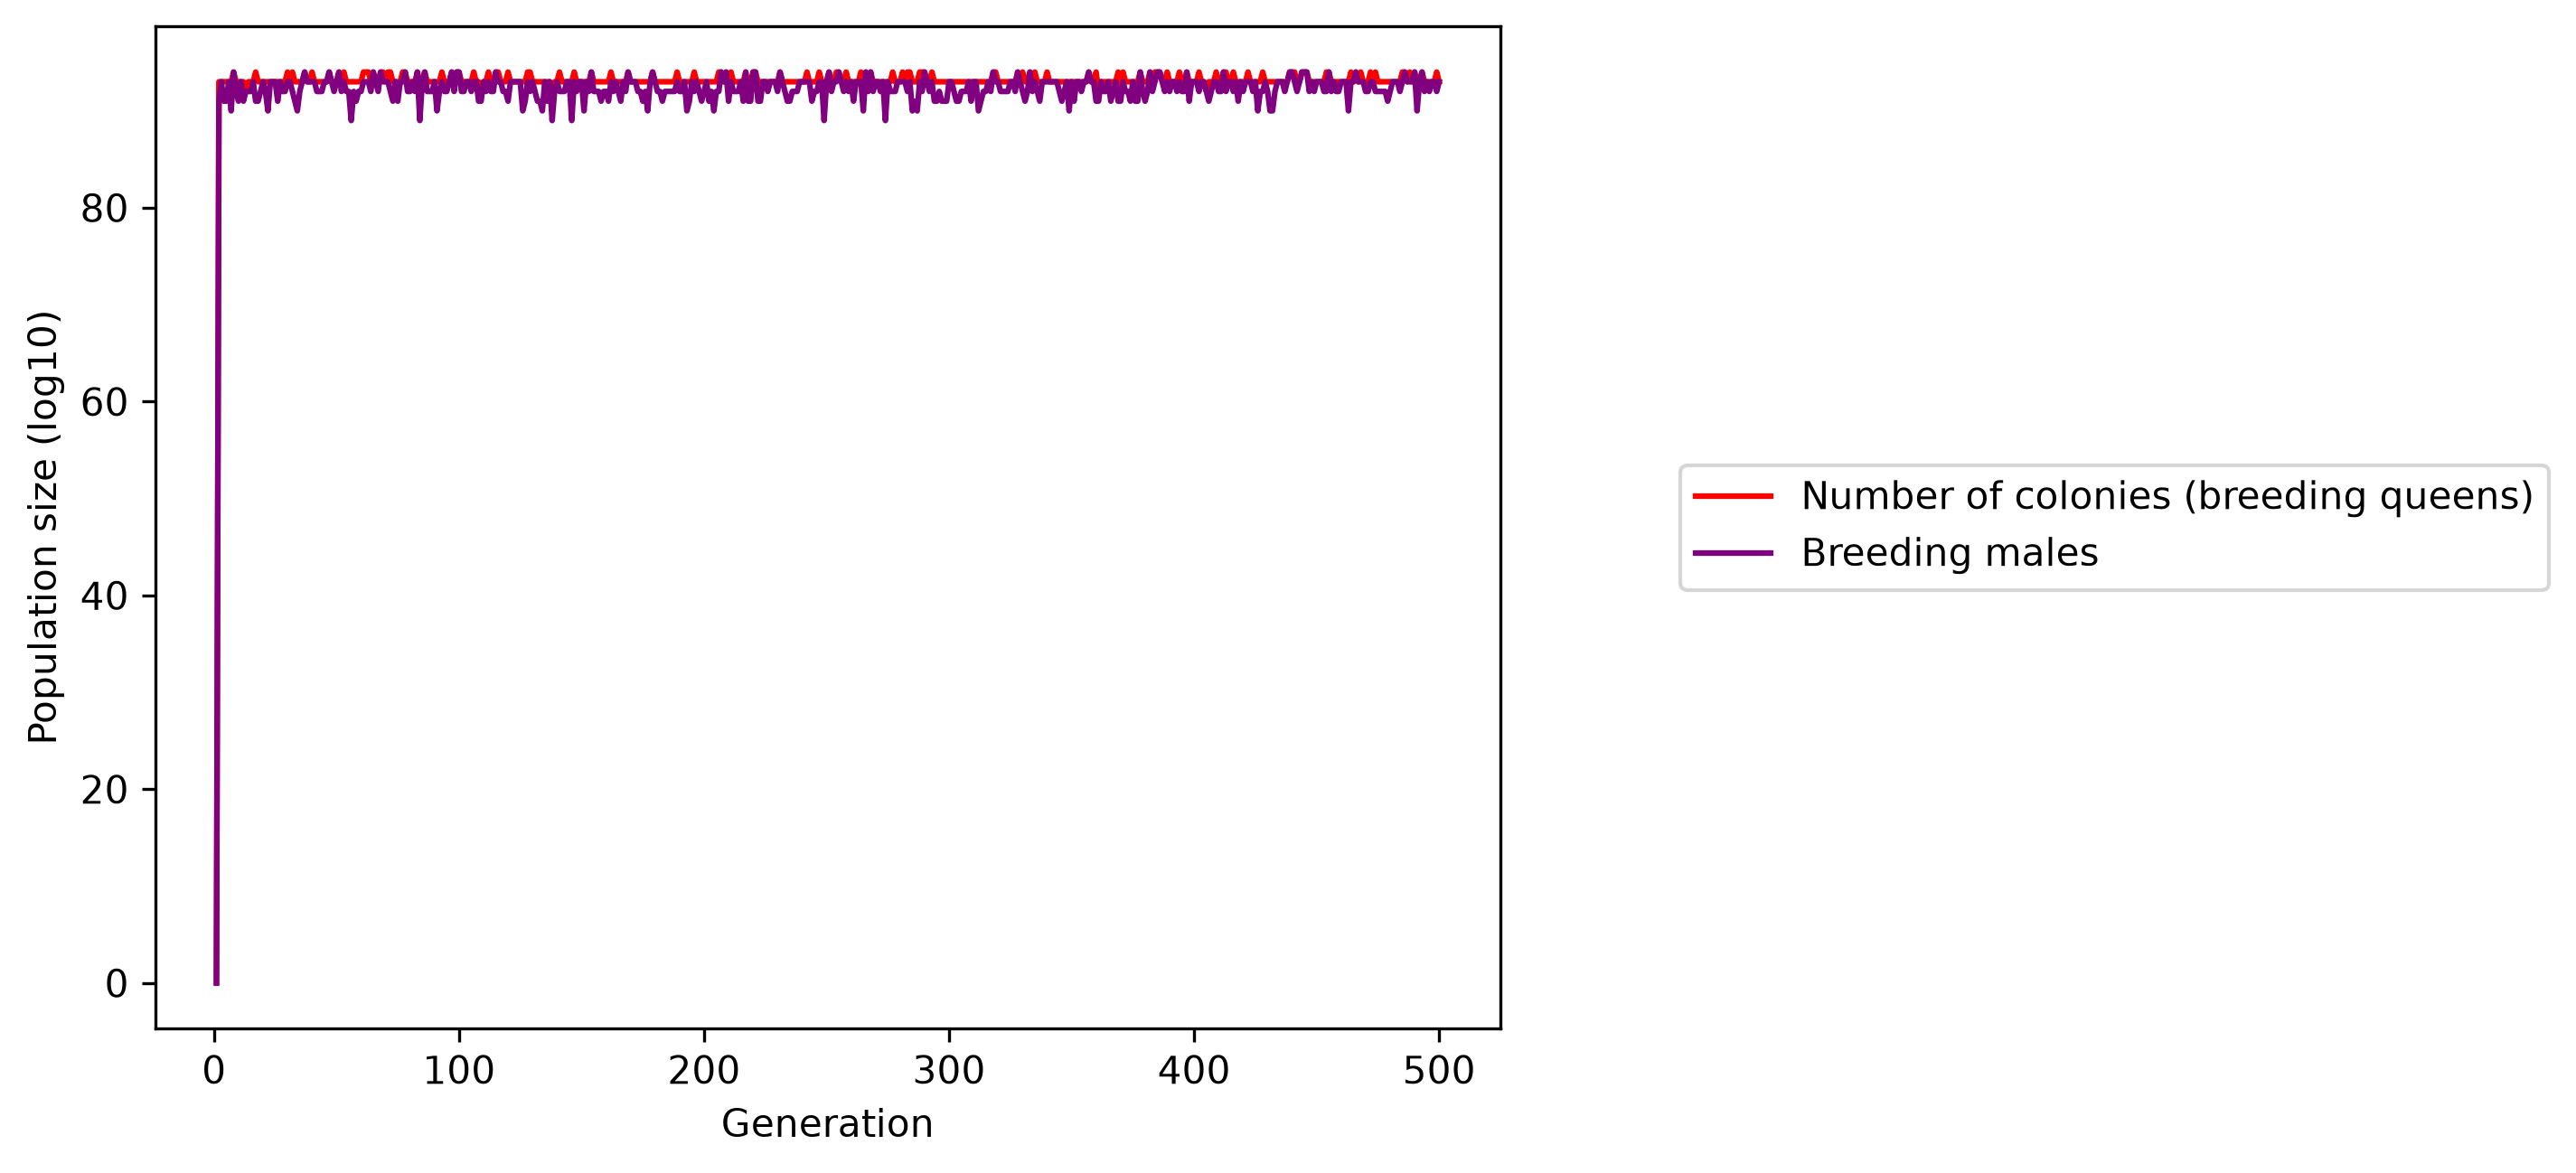 Population size (log10)
80
60
40
20
0
0 100 200 300 400 500
Generation
Number of colonies (breeding queens)
Breeding males